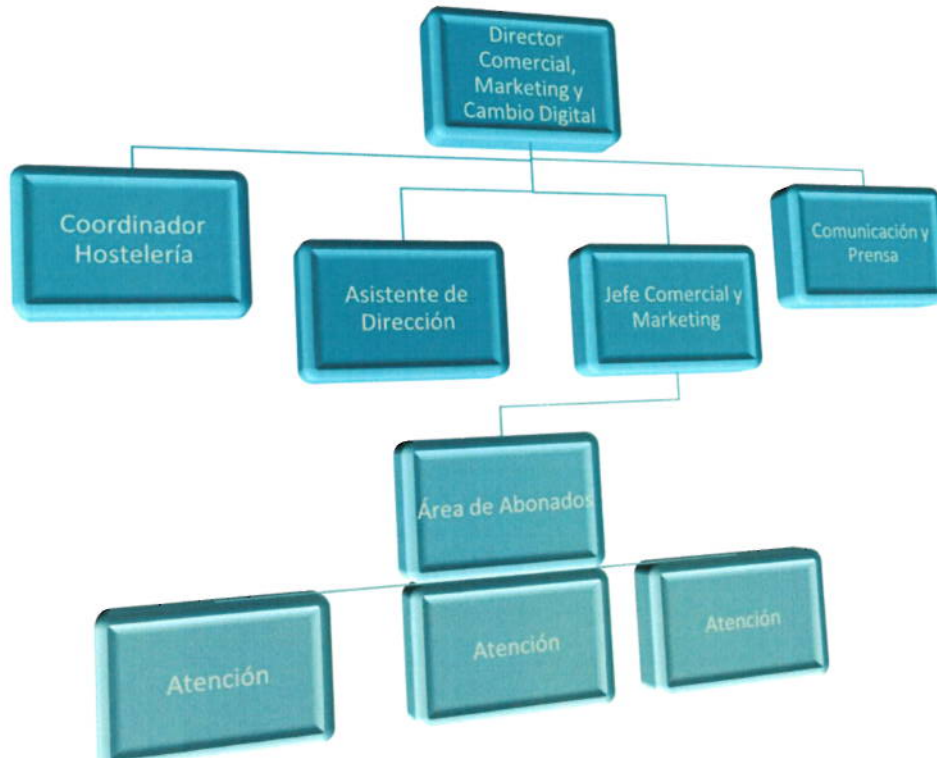 Director
Comercial,
Marketing y
Cambio Digital
Coordinador
Hostelería
Asistente de
Dirección
Jefe Comercial y
Marketing
Comunicación y
Prensa
Área de Abonados
Atención
Atención
Atención